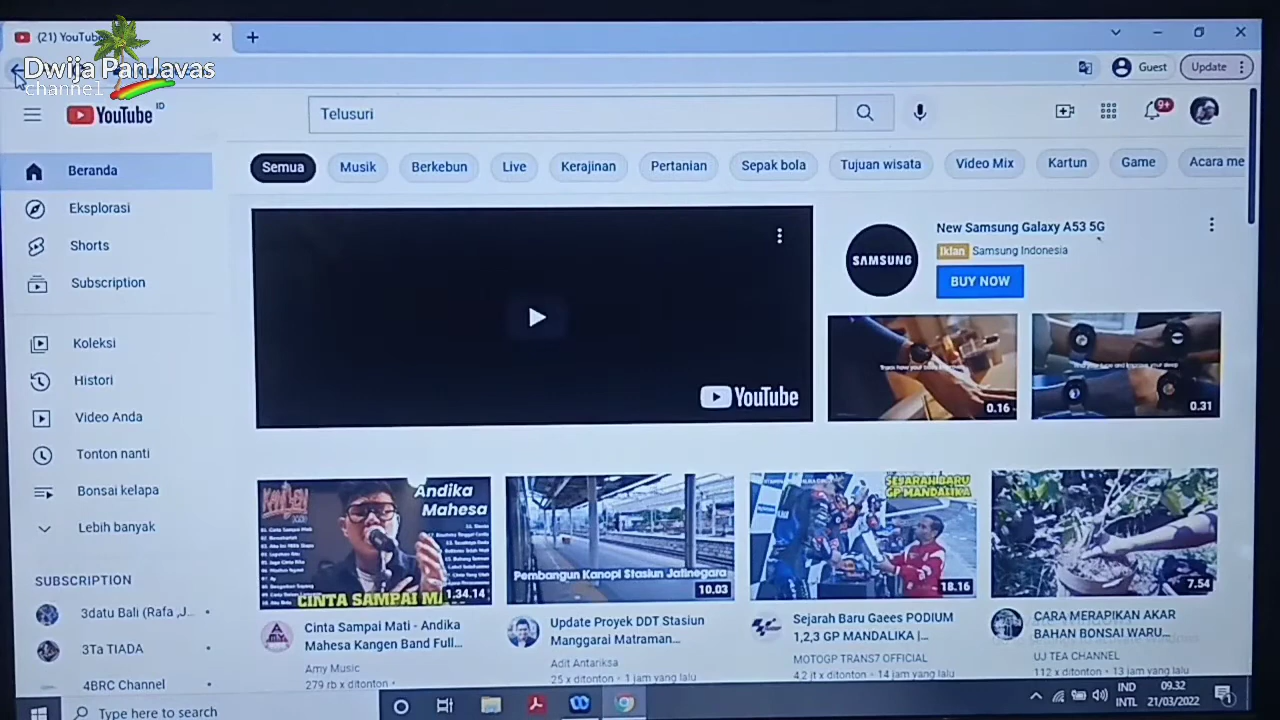 (21) YouTube
Dwija PanJavas
channel
Guest
Update
YouTube ID
Telusuri
9+
Beranda
Semua
Musik
Berkebun
Live
Kerajinan
Pertanian
Sepak bola
Tujuan wisata
Video Mix
Kartun
Game
Acara me
Eksplorasi
Shorts
Subscription
Koleksi
Histori
Video Anda
Tonton nanti
Bonsai kelapa
Lebih banyak
SUBSCRIPTION
3datu Bali (Rafa ,J...
3Ta TIADA
4BRC Channel
YouTube
SAMSUNG
New Samsung Galaxy A53 5G
Iklan Samsung Indonesia
BUY NOW
0.16
0.31
KANGEN
Andika
Mahesa
CINTA SAMPAI MA
1.34.14
Pembangun Kanopi Stasiun Jatinegara
10.03
SEJARAH BARU
GP MANDALIKA
18.16
7.54
Cinta Sampai Mati - Andika
Mahesa Kangen Band Full...
Amy Music
279 rb x ditonton •
Update Proyek DDT Stasiun
Manggarai Matraman...
Adit Antariksa
25 x ditonton • 1 jam yang lalu
Sejarah Baru Gaees PODIUM
1,2,3 GP MANDALIKA |...
MOTOGP TRANS7 OFFICIAL
4,2 jt x ditonton • 14 jam yang lalu
CARA MERAPIKAN AKAR
BAHAN BONSAI WARU...
UJ TEA CHANNEL
112 x ditonton • 13 jam yang lalu
Type here to search
IND
INTL
09.32
21/03/2022
1